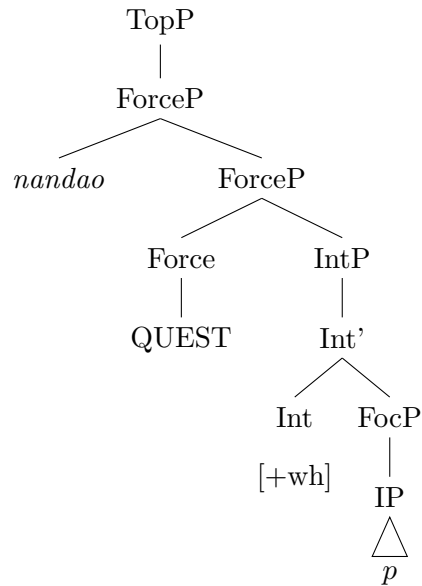 TopP
ForceP
nandao ForceP
Force IntP
QUEST Int'
Int FocP
[+wh]
IP
p